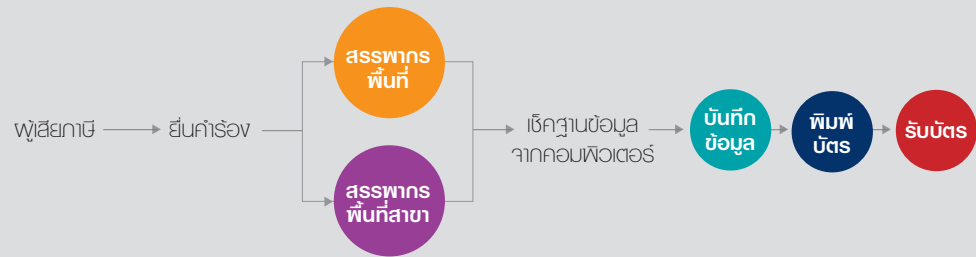 ผู้เสียภาษี
ยื่นคำร้อง
สรรพากร
พื้นที่
สรรพากร
พื้นที่สาขา
เช็คฐานข้อมูล
จากคอมพิวเตอร์
บันทึก
ข้อมูล
พิมพ์
บัตร
รับบัตร